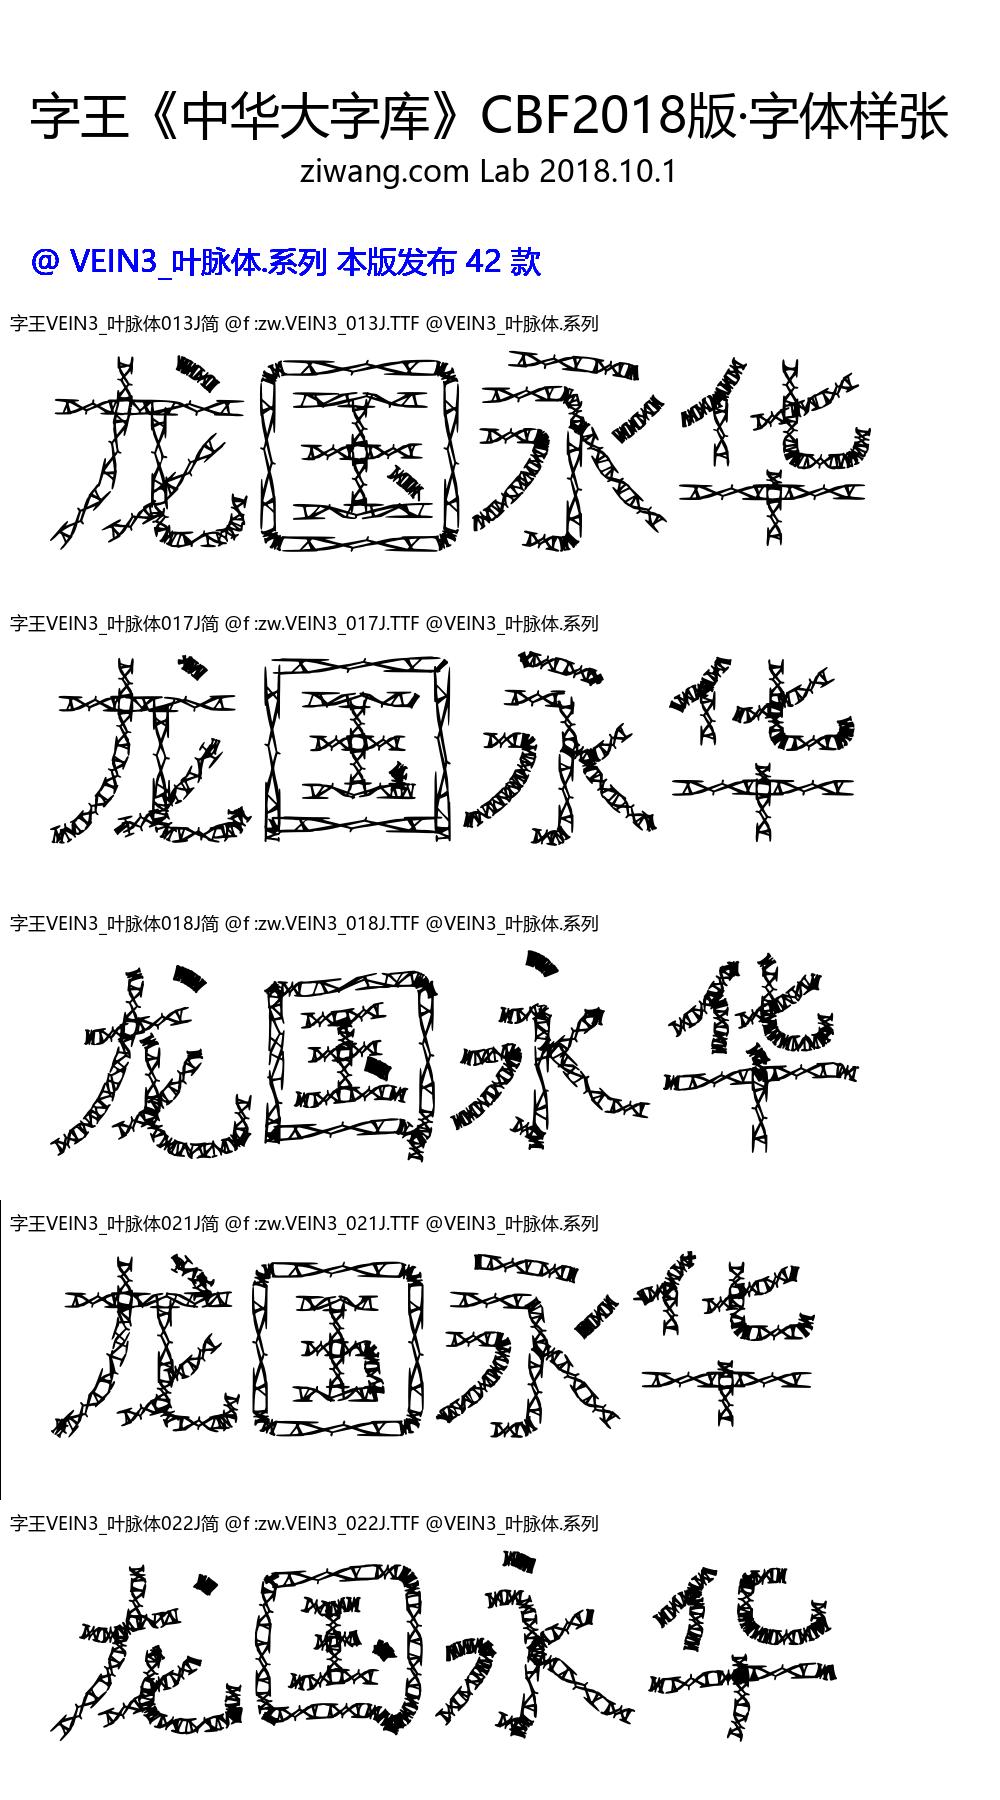 字王《中华大字库》CBF2018版·字体样张
ziwang.com Lab 2018.10.1
@ VEIN3_叶脉体.系列 本版发布 42 款
字王VEIN3_叶脉体013J简 @f :zw.VEIN3_013J.TTF @VEIN3_叶脉体.系列
龙国永华
字王VEIN3_叶脉体017J简 @f :zw.VEIN3_017J.TTF @VEIN3_叶脉体.系列
龙国永华
字王VEIN3_叶脉体018J简 @f :zw.VEIN3_018J.TTF @VEIN3_叶脉体.系列
龙国永华
字王VEIN3_叶脉体021J简 @f :zw.VEIN3_021J.TTF @VEIN3_叶脉体.系列
龙国永华
字王VEIN3_叶脉体022J简 @f :zw.VEIN3_022J.TTF @VEIN3_叶脉体.系列
龙国永华